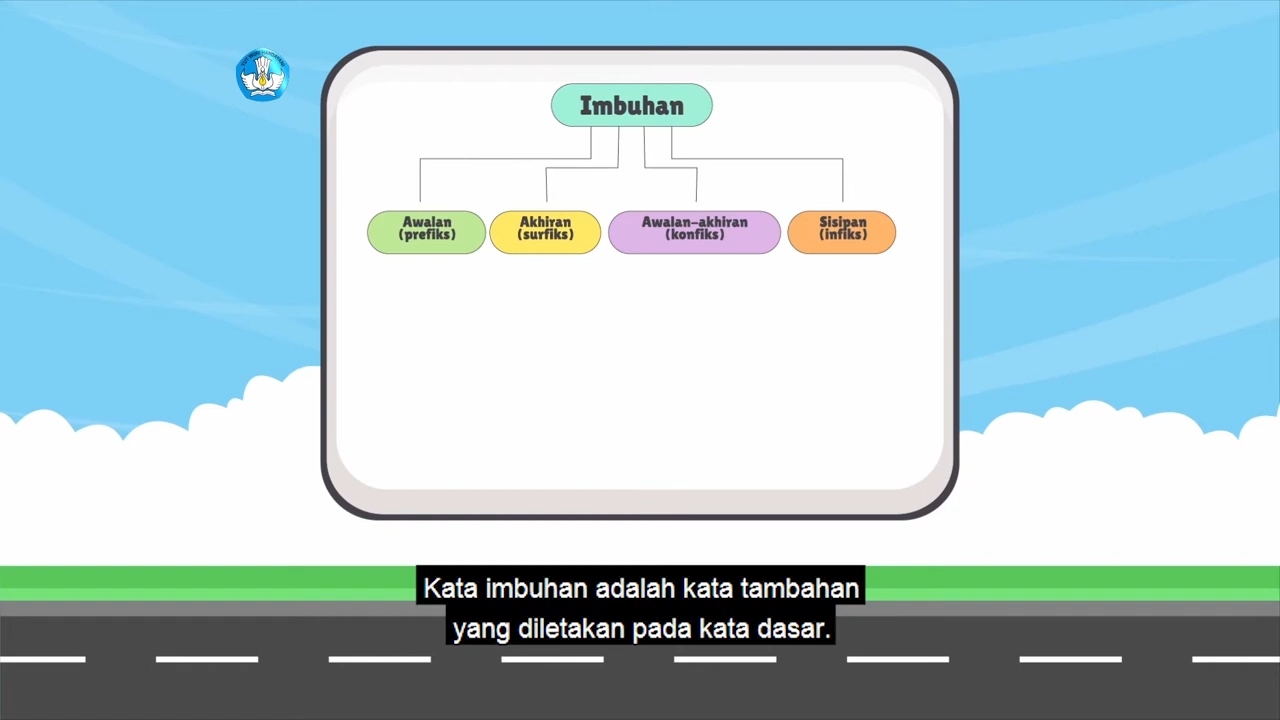 Imbuhan
Awalan
(prefiks)
Akhiran
(surfiks)
Awalan-akhiran
(konfiks)
Sisipan
(infiks)
Kata imbuhan adalah kata tambahan
yang diletakan pada kata dasar.